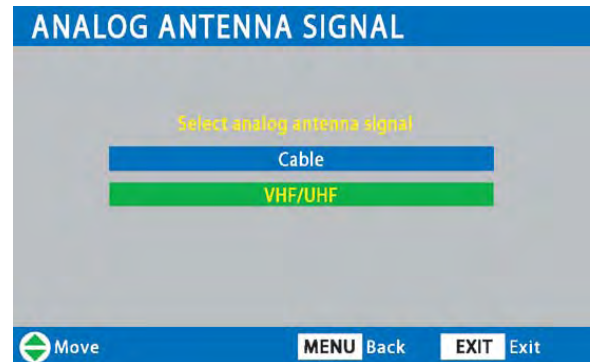 ANALOG ANTENNA SIGNAL
Select analog antenna signal
Cable
VHF/UHF
Move MENU Back EXIT Exit